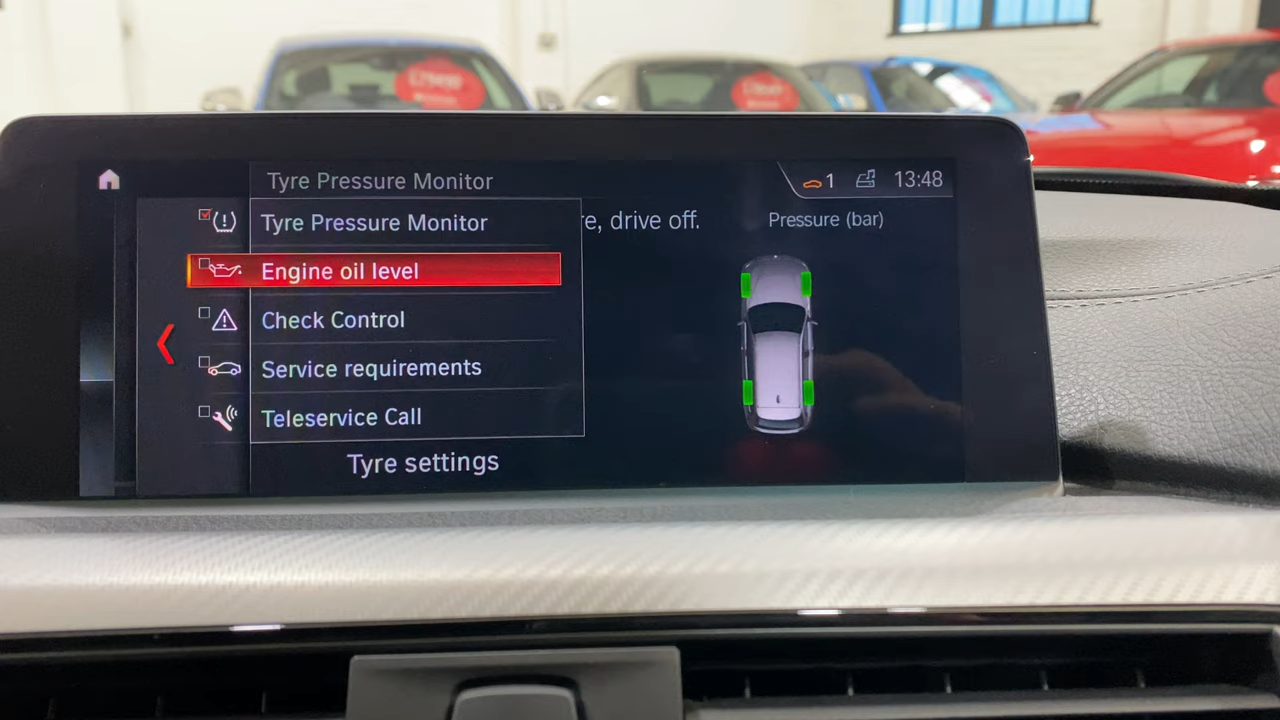 Tyre Pressure Monitor
1 13:48
Tyre Pressure Monitor
re, drive off.
Pressure (bar)
Engine oil level
Check Control
Service requirements
Teleservice Call
Tyre settings